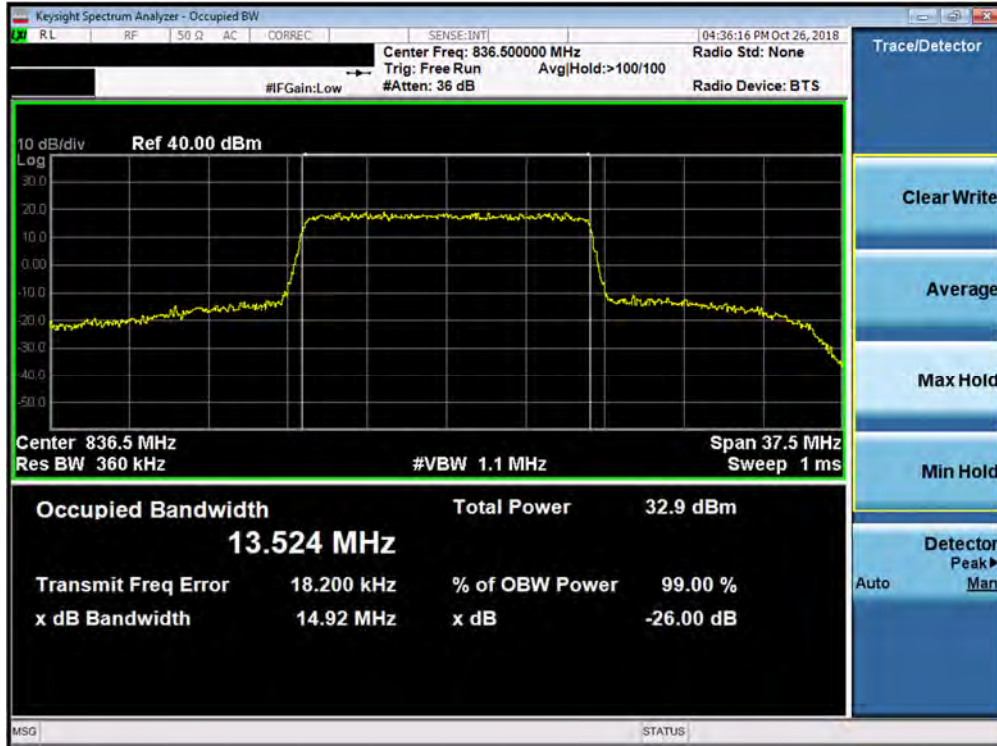 Keysight Spectrum Analyzer - Occupied BW
LXI RL RF 50 Ω AC CORREC SENSE:INT 04:36:16 PM Oct 26, 2018
Center Freq: 836.500000 MHz Radio Std: None
Trig: Free Run Avg|Hold:>100/100
#IFGain:Low #Atten: 36 dB Radio Device: BTS
Trace/Detector
10 dB/div Ref 40.00 dBm
Log
30.0
20.0
10.0
0.00
-10.0
-20.0
-30.0
-40.0
-50.0
Center 836.5 MHz Span 37.5 MHz
Res BW 360 kHz #VBW 1.1 MHz Sweep 1 ms
Occupied Bandwidth Total Power 32.9 dBm
13.524 MHz
Transmit Freq Error 18.200 kHz % of OBW Power 99.00 %
x dB Bandwidth 14.92 MHz x dB -26.00 dB
Clear Write
Average
Max Hold
Min Hold
Detector
Peak▶
Auto Man
MSG STATUS